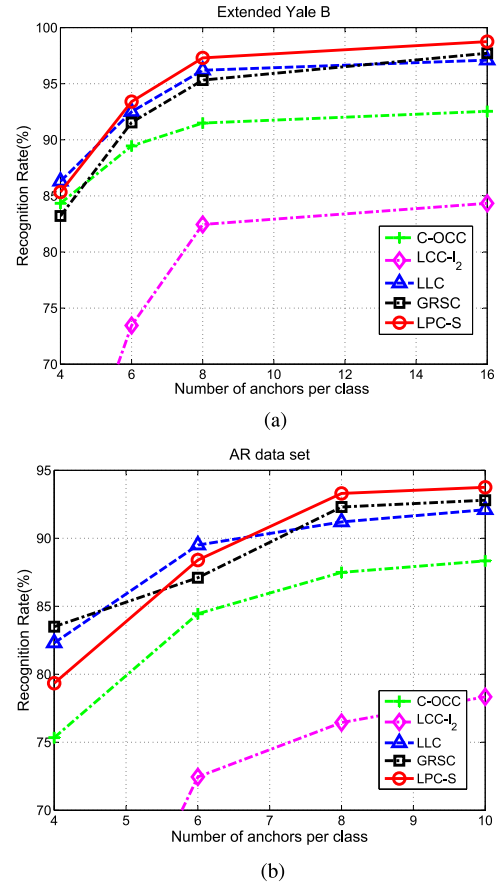 Extended Yale B
100
95
90
85
80
75
70
Recognition Rate(%)
4 6 8 10 12 14 16
Number of anchors per class
C-OCC
LCC-l2
LLC
GRSC
LPC-S
(a)
AR data set
95
90
85
80
75
70
Recognition Rate(%)
4 5 6 7 8 9 10
Number of anchors per class
C-OCC
LCC-l2
LLC
GRSC
LPC-S
(b)